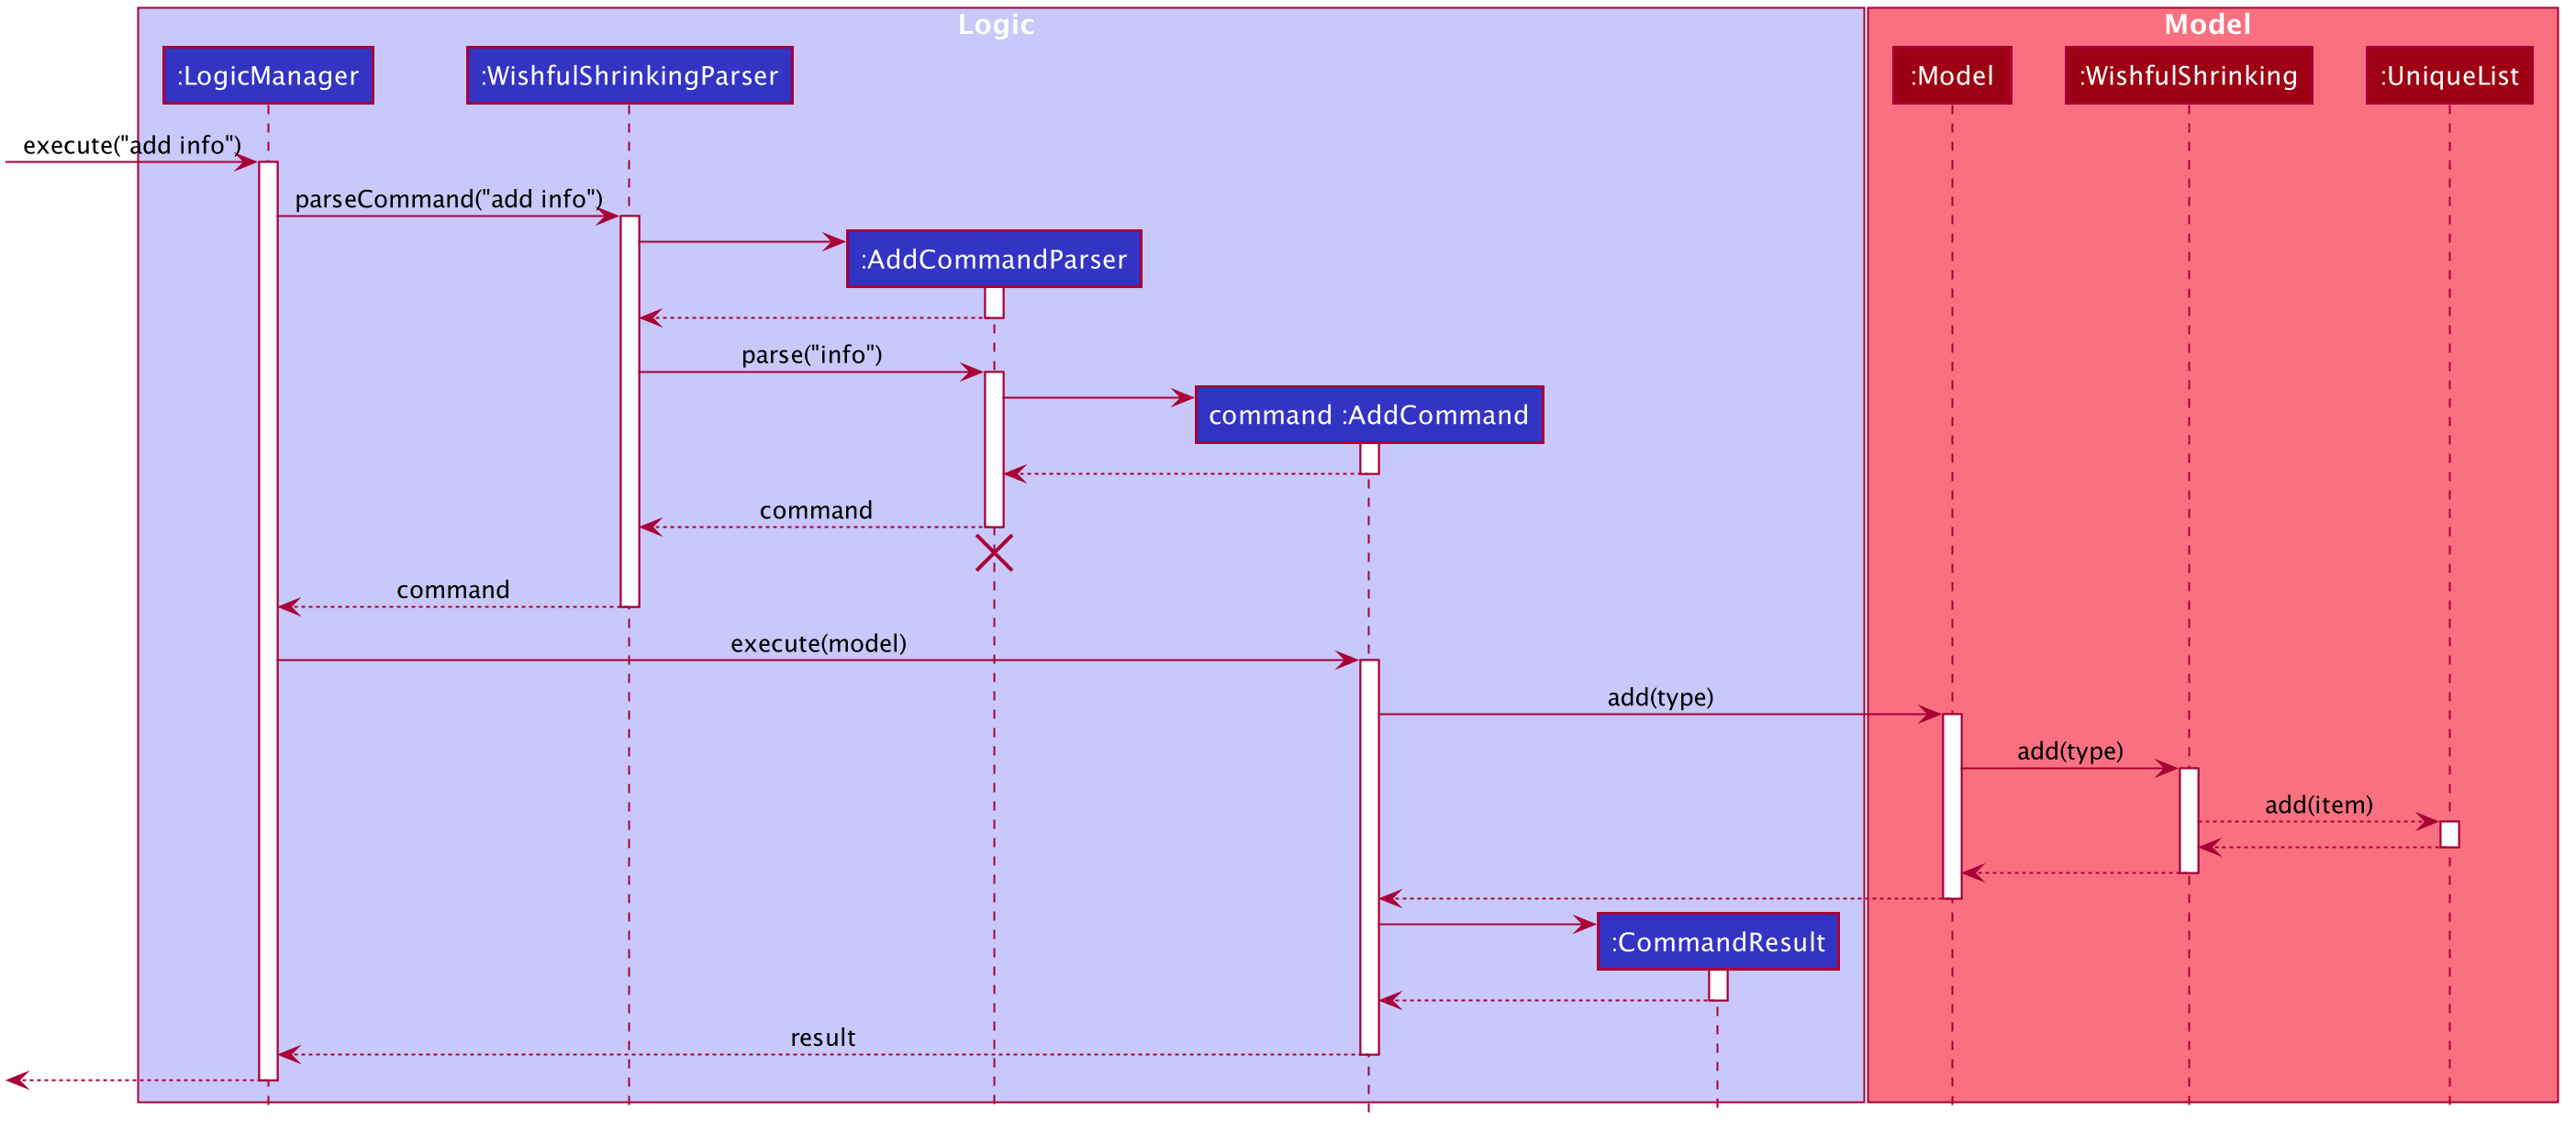 Logic
Model
:LogicManager
:WishfulShrinkingParser
:Model
:WishfulShrinking
:UniqueList
execute("add info")
parseCommand("add info")
:AddCommandParser
parse("info")
command :AddCommand
command
command
execute(model)
add(type)
add(type)
add(item)
:CommandResult
result